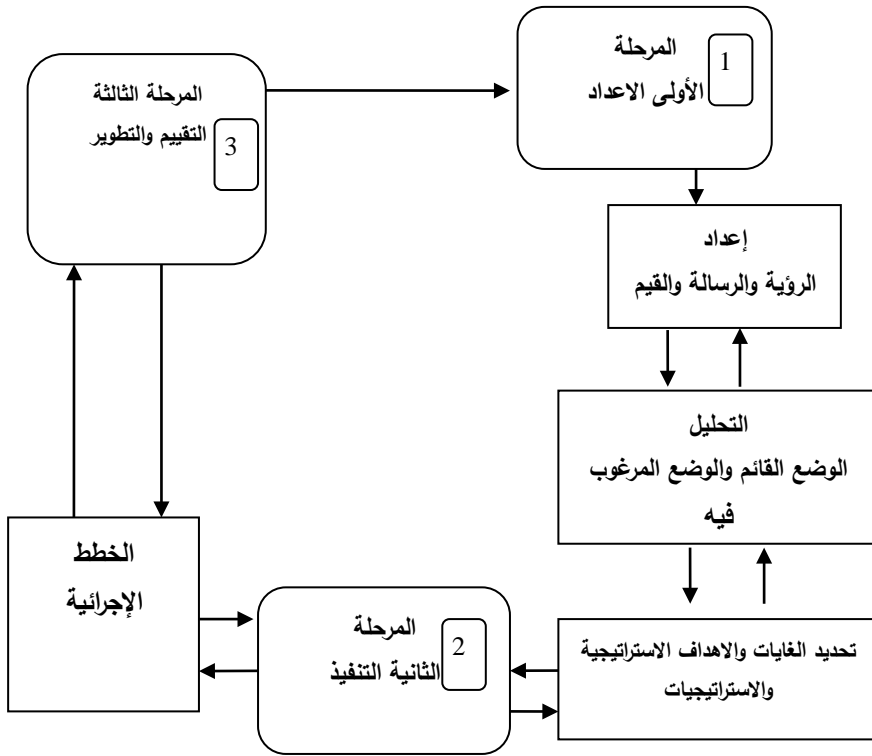 المرحلة
الأولى الاعداد
1
إعداد
الرؤية والرسالة والقيم
التحليل
الوضع القائم والوضع المرغوب
فيه
تحديد الغايات والاهداف الاستراتيجية
والاستراتيجيات
المرحلة
الثانية التنفيذ
2
الخطط
الإجرائية
المرحلة الثالثة
التقييم والتطوير
3